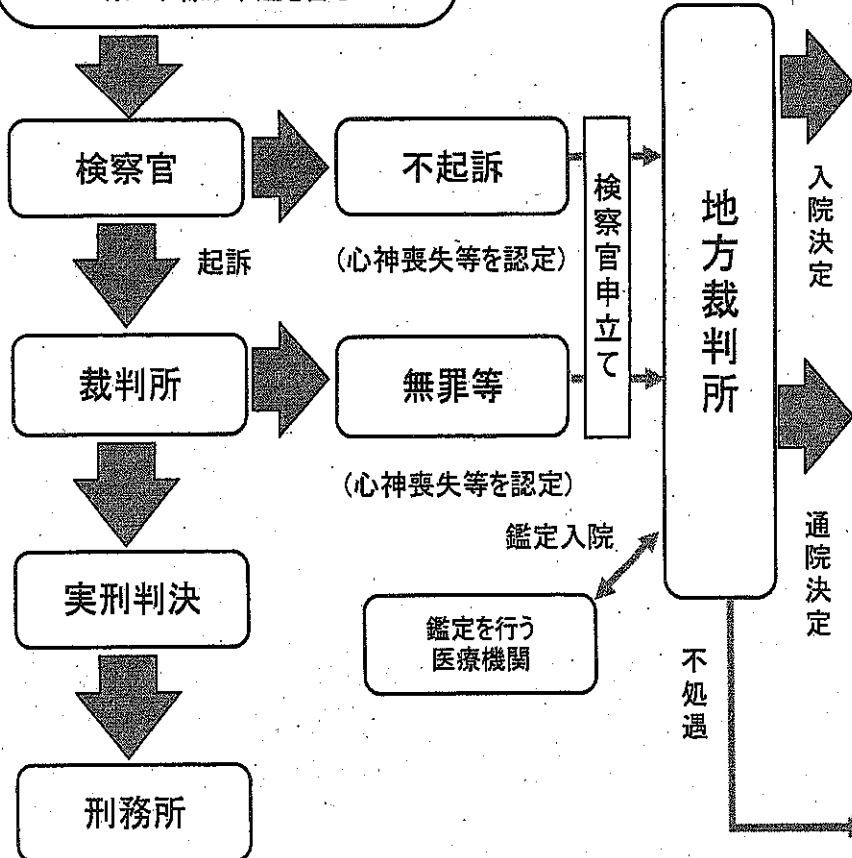 検察官
不起訴
起訴
(心神喪失等を認定)
検察官申立て
地方裁判所
入院決定
裁判所
無罪等
(心神喪失等を認定)
鑑定入院
通院決定
実刑判決
鑑定を行う
医療機関
不処遇
刑務所